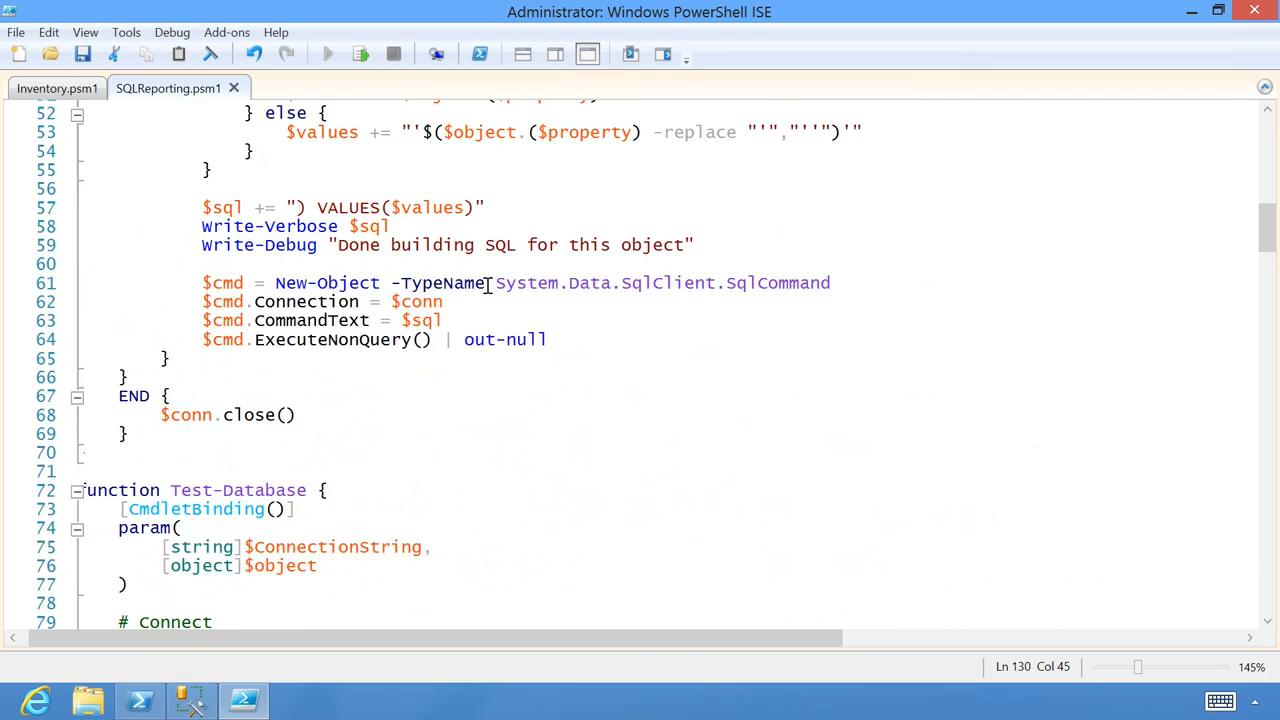 Administrator: Windows PowerShell ISE
File Edit View Tools Debug Add-ons Help
Inventory.psm1 SQLReporting.psm1
52 } else {
53 $values += "'$($object.($property) -replace "'","''")'"
54 }
55 }
56
57 $sql += ") VALUES($values)"
58 Write-Verbose $sql
59 Write-Debug "Done building SQL for this object"
60
61 $cmd = New-Object -TypeName System.Data.SqlClient.SqlCommand
62 $cmd.Connection = $conn
63 $cmd.CommandText = $sql
64 $cmd.ExecuteNonQuery() | out-null
65 }
66 }
67 END {
68 $conn.close()
69 }
70
71
72 function Test-Database {
73 [CmdletBinding()]
74 param(
75 [string]$ConnectionString,
76 [object]$object
77 )
78
79 # Connect
Ln 130 Col 45 145%